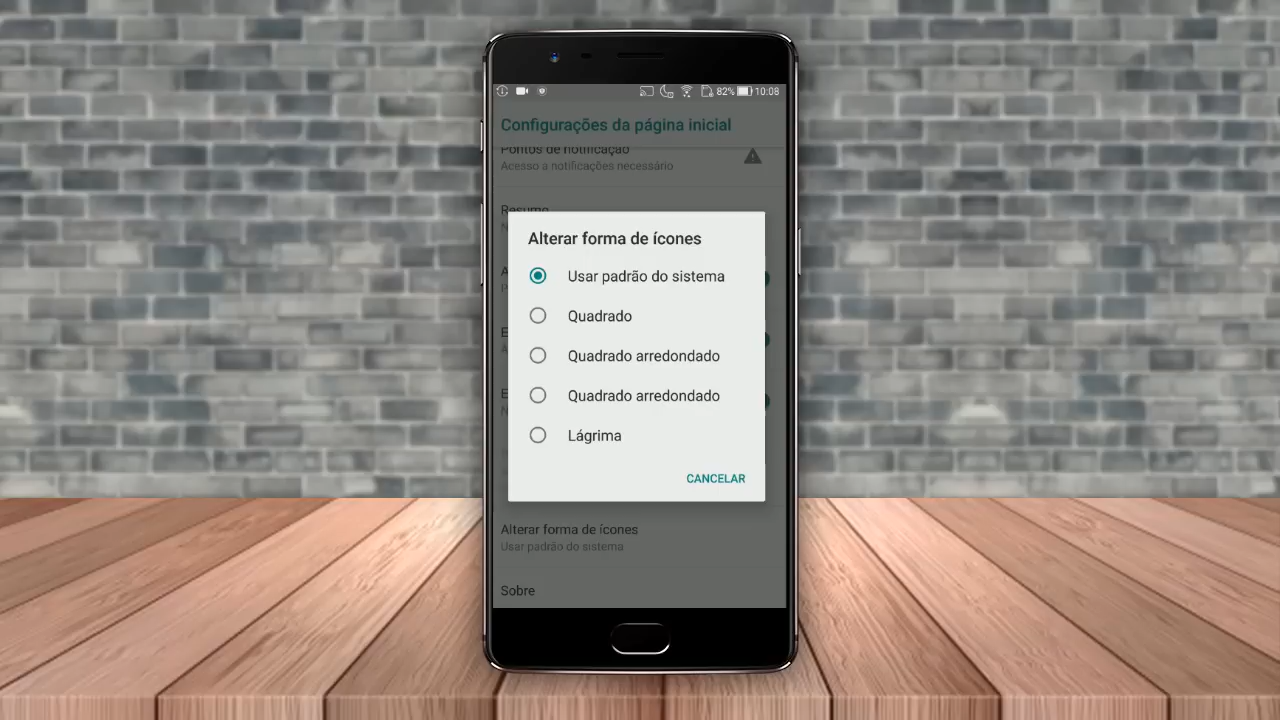 82% 10:08
Configurações da página inicial
Pontos de notificação
Acesso a notificações necessário
Resumo
Alterar forma de ícones
Usar padrão do sistema
Quadrado
Quadrado arredondado
Quadrado arredondado
Lágrima
CANCELAR
Alterar forma de ícones
Usar padrão do sistema
Sobre